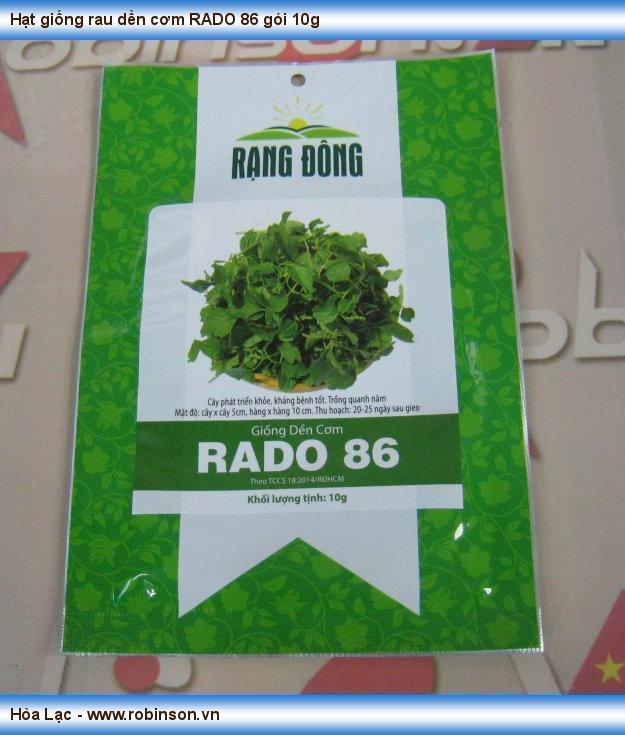 Hạt giống rau dền cơm RADO 86 gói 10g
RẠNG ĐÔNG
Cây phát triển khỏe, kháng bệnh tốt. Trồng quanh năm
Mật độ: cây x cây 5cm, hàng x hàng 10 cm. Thu hoạch: 20-25 ngày sau gieo
Giống Dền Cơm
RADO 86
Theo TCCS 18:2014/RĐHCM
Khối lượng tịnh: 10g
Hòa Lạc - www.robinson.vn